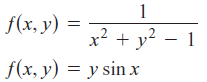 f(x, y) = 1 / (x² + y² − 1)
f(x, y) = y sin x